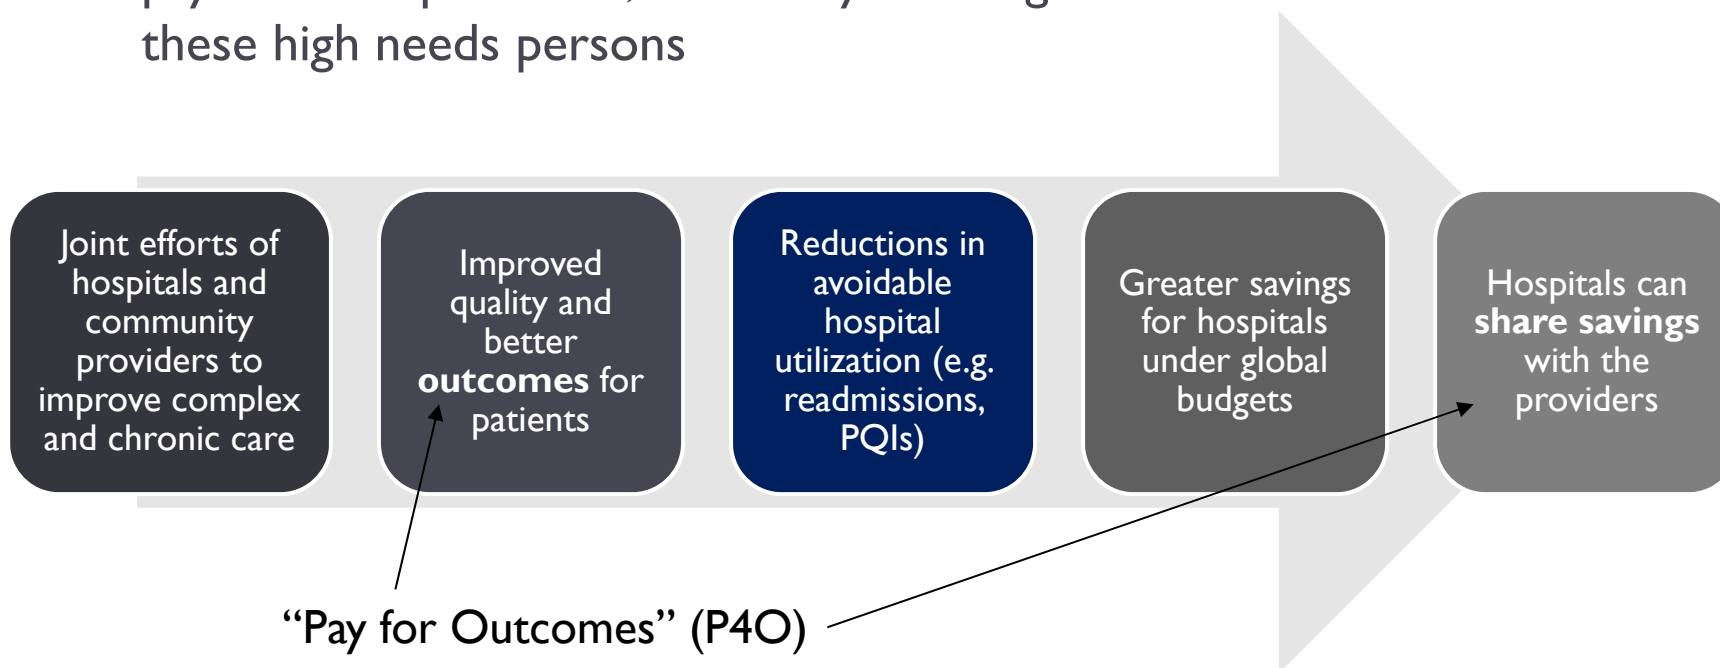 these high needs persons
Joint efforts of
hospitals and
community
providers to
improve complex
and chronic care
Improved
quality and
better
outcomes for
patients
Reductions in
avoidable
hospital
utilization (e.g.
readmissions,
PQIs)
Greater savings
for hospitals
under global
budgets
Hospitals can
share savings
with the
providers
“Pay for Outcomes” (P4O)